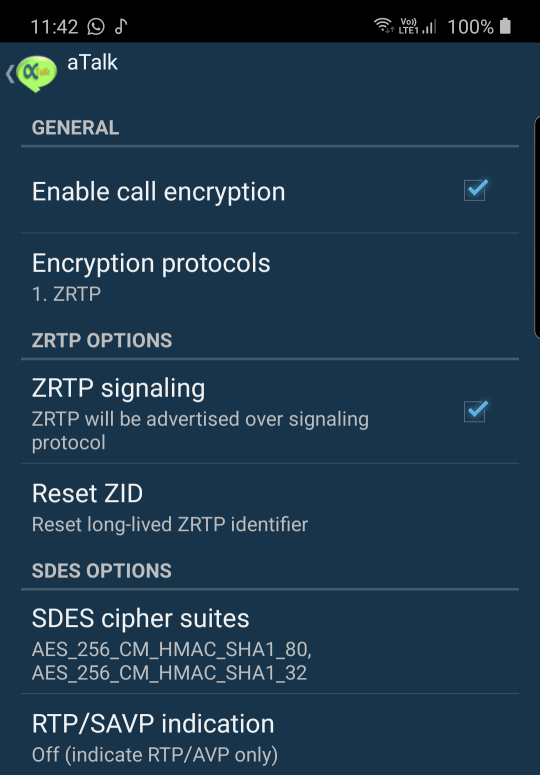 11:42 Vo)) LTE1 100%
αTalk aTalk
GENERAL
Enable call encryption
Encryption protocols
1. ZRTP
ZRTP OPTIONS
ZRTP signaling
ZRTP will be advertised over signaling
protocol
Reset ZID
Reset long-lived ZRTP identifier
SDES OPTIONS
SDES cipher suites
AES_256_CM_HMAC_SHA1_80,
AES_256_CM_HMAC_SHA1_32
RTP/SAVP indication
Off (indicate RTP/AVP only)